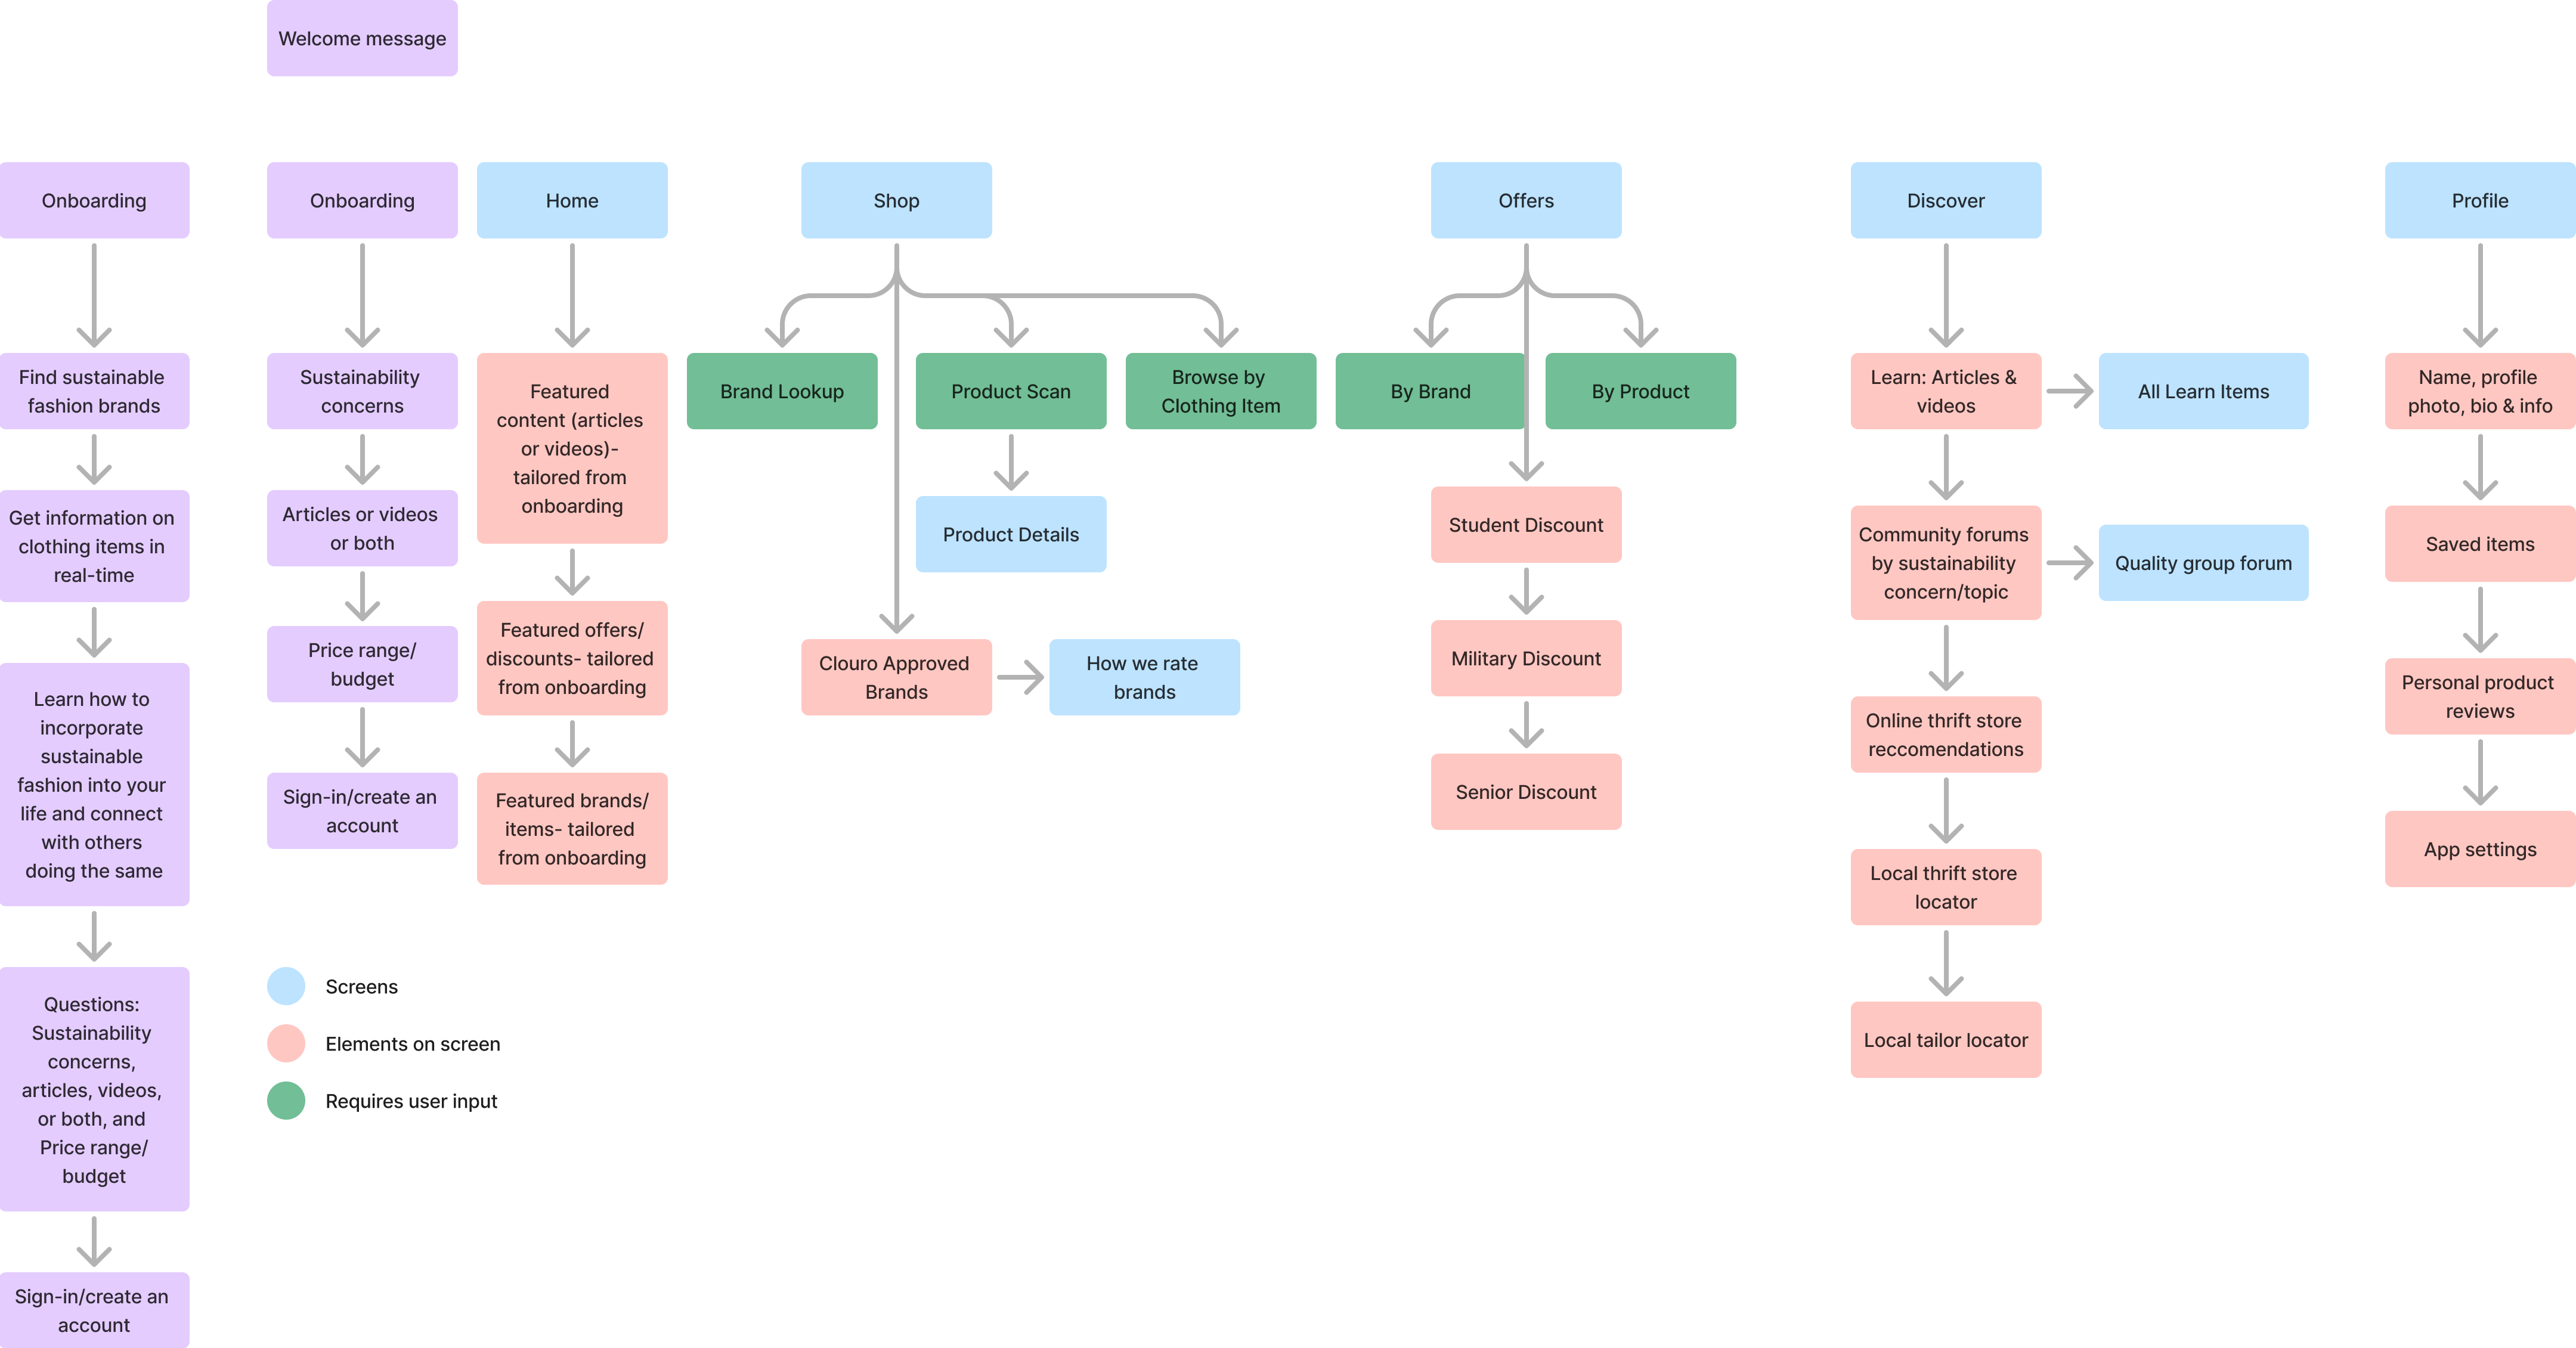 Welcome message
Onboarding
Find sustainable
fashion brands
Get information on
clothing items in
real-time
Learn how to
incorporate
sustainable
fashion into your
life and connect
with others
doing the same
Questions:
Sustainability
concerns,
articles, videos,
or both, and
Price range/
budget
Sign-in/create an
account
Onboarding
Sustainability
concerns
Articles or videos
or both
Price range/
budget
Sign-in/create an
account
Home
Featured
content (articles
or videos)-
tailored from
onboarding
Featured offers/
discounts- tailored
from onboarding
Featured brands/
items- tailored
from onboarding
Shop
Brand Lookup
Product Scan
Browse by
Clothing Item
Product Details
Clouro Approved
Brands
How we rate
brands
Offers
By Brand
By Product
Student Discount
Military Discount
Senior Discount
Discover
Learn: Articles &
videos
All Learn Items
Community forums
by sustainability
concern/topic
Quality group forum
Online thrift store
reccomendations
Local thrift store
locator
Local tailor locator
Profile
Name, profile
photo, bio & info
Saved items
Personal product
reviews
App settings
Screens
Elements on screen
Requires user input